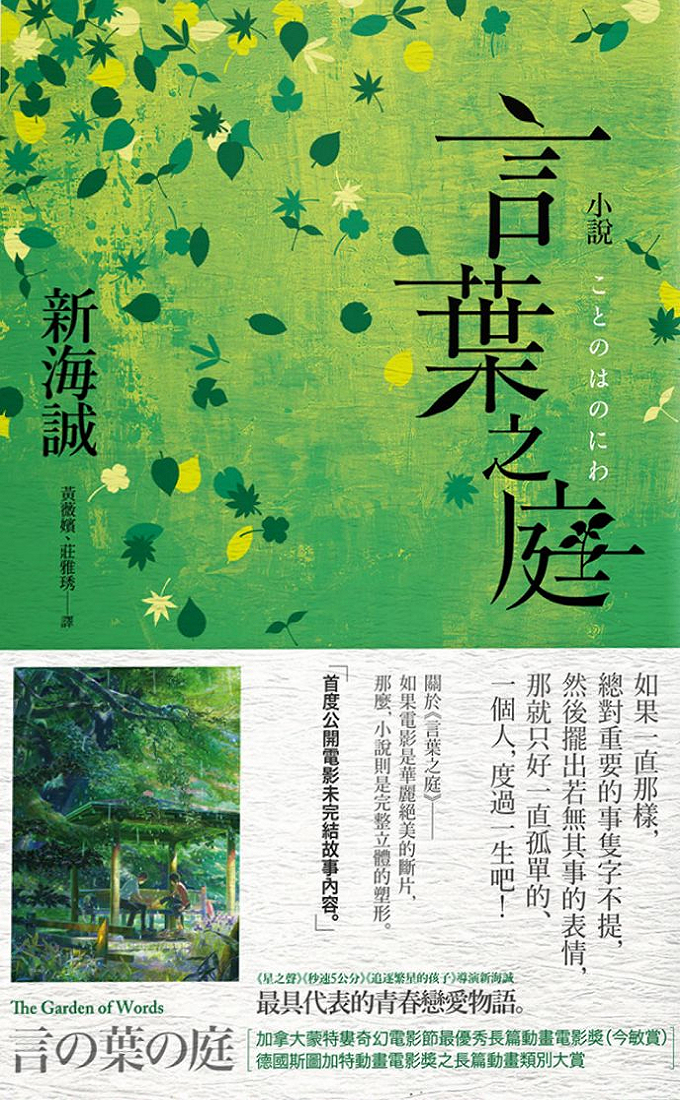 小說
言葉之庭
ことのはのにわ
新海誠
黃薇嬪、莊雅琇──譯
如果一直那樣,
總對重要的事隻字不提,
然後擺出若無其事的表情,
那就只好一直孤單的、
一個人,度過一生吧!
關於《言葉之庭》──
如果電影是華麗絕美的斷片,
那麼,小說則是完整立體的塑形。
「首度公開電影未完結故事內容。」
《星之聲》《秒速5公分》《追逐繁星的孩子》導演新海誠
最具代表的青春戀愛物語。
The Garden of Words
言の葉の庭
加拿大蒙特婁奇幻電影節最優秀長篇動畫電影獎(今敏賞)
德國斯圖加特動畫電影獎之長篇動畫類別大賞